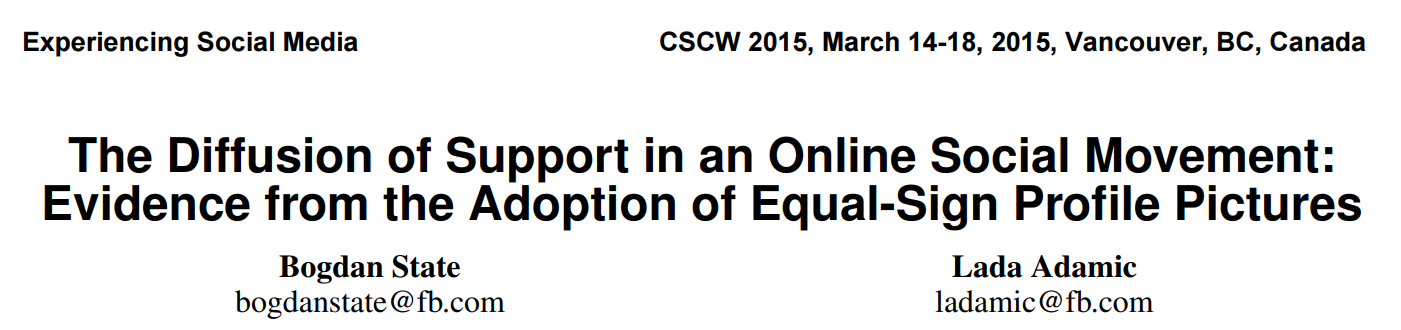 Experiencing Social Media
CSCW 2015, March 14-18, 2015, Vancouver, BC, Canada
The Diffusion of Support in an Online Social Movement:
Evidence from the Adoption of Equal-Sign Profile Pictures
Bogdan State
bogdanstate@fb.com
Lada Adamic
ladamic@fb.com